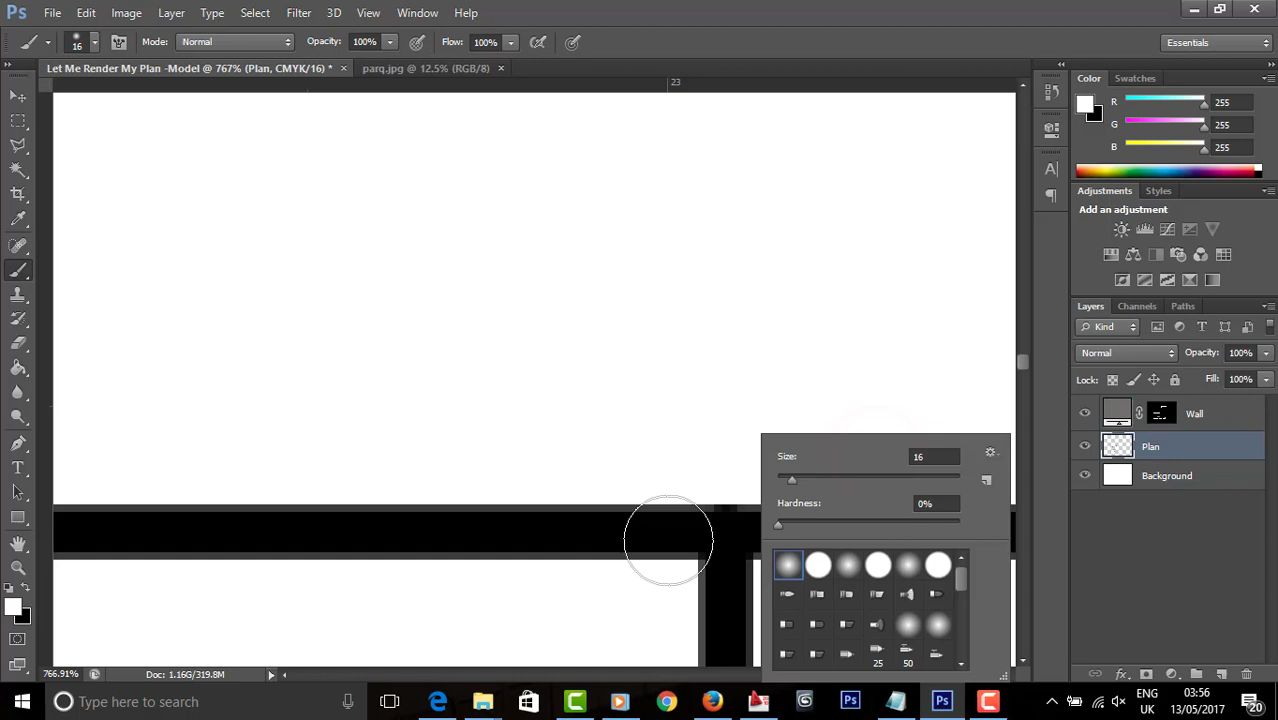 Ps File Edit Image Layer Type Select Filter 3D View Window Help
16 Mode: Normal Opacity: 100% Flow: 100% Essentials
Let Me Render My Plan -Model @ 767% (Plan, CMYK/16) * × parq.jpg @ 12.5% (RGB/8) ×
23
Color Swatches
R 255
G 255
B 255
Adjustments Styles
Add an adjustment
Layers Channels Paths
Kind
Normal Opacity: 100%
Lock: Fill: 100%
Wall
Plan
Background
Size: 16
Hardness: 0%
25 50
766.91% Doc: 1.16G/319.8M
Type here to search
Ps Ps
ENG
UK
03:56
13/05/2017
20